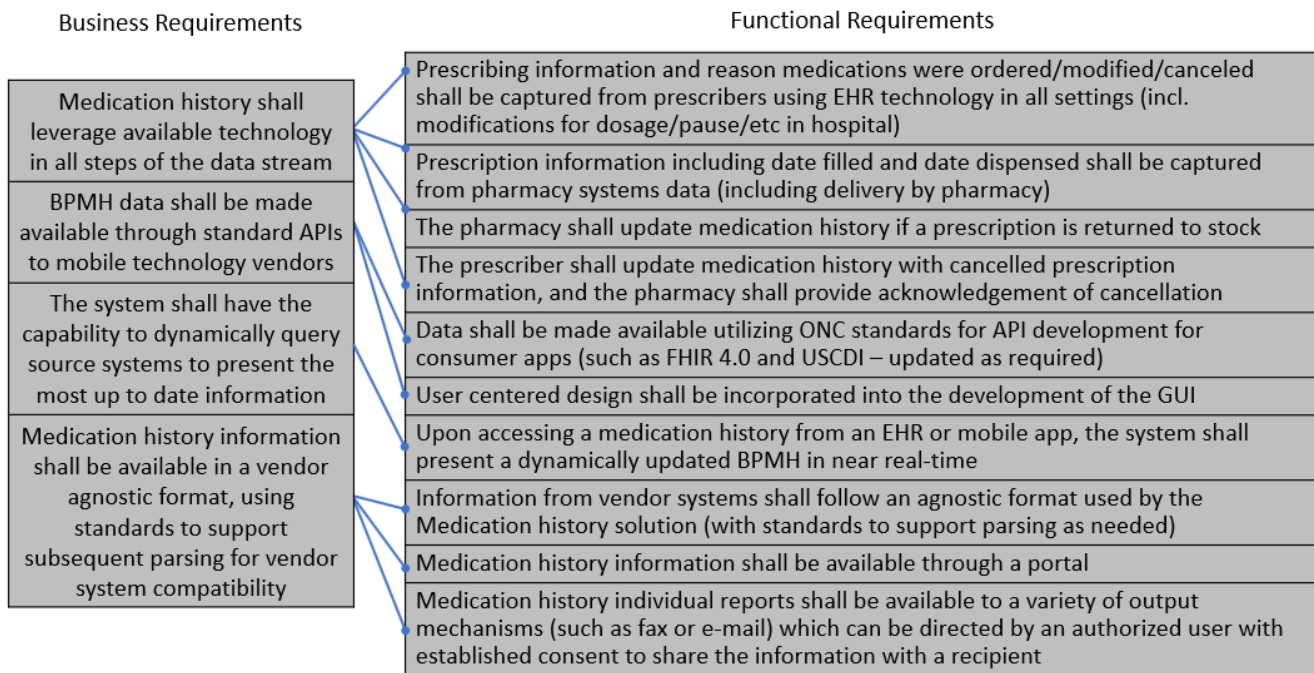 Business Requirements
Functional Requirements
Medication history shall
leverage available technology
in all steps of the data stream
BPMH data shall be made
available through standard APIs
to mobile technology vendors
The system shall have the
capability to dynamically query
source systems to present the
most up to date information
Medication history information
shall be available in a vendor
agnostic format, using
standards to support
subsequent parsing for vendor
system compatibility
Prescribing information and reason medications were ordered/modified/canceled
shall be captured from prescribers using EHR technology in all settings (incl.
modifications for dosage/pause/etc in hospital)
Prescription information including date filled and date dispensed shall be captured
from pharmacy systems data (including delivery by pharmacy)
The pharmacy shall update medication history if a prescription is returned to stock
The prescriber shall update medication history with cancelled prescription
information, and the pharmacy shall provide acknowledgement of cancellation
Data shall be made available utilizing ONC standards for API development for
consumer apps (such as FHIR 4.0 and USCDI – updated as required)
User centered design shall be incorporated into the development of the GUI
Upon accessing a medication history from an EHR or mobile app, the system shall
present a dynamically updated BPMH in near real-time
Information from vendor systems shall follow an agnostic format used by the
Medication history solution (with standards to support parsing as needed)
Medication history information shall be available through a portal
Medication history individual reports shall be available to a variety of output
mechanisms (such as fax or e-mail) which can be directed by an authorized user with
established consent to share the information with a recipient